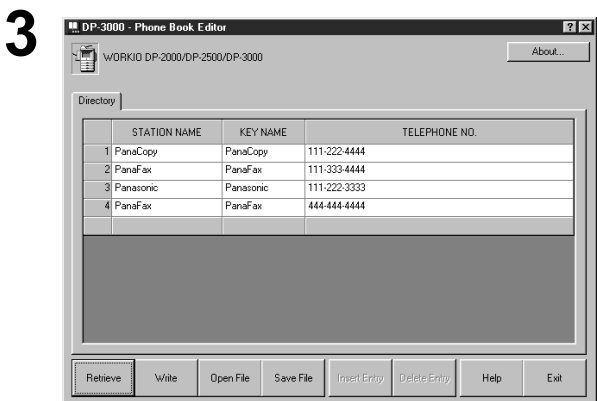 3
DP-3000 - Phone Book Editor
WORKIO DP-2000/DP-2500/DP-3000
About...
Directory
STATION NAME KEY NAME TELEPHONE NO.
1 PanaCopy PanaCopy 111-222-4444
2 PanaFax PanaFax 111-333-4444
3 Panasonic Panasonic 111-222-3333
4 PanaFax PanaFax 444-444-4444
Retrieve Write Open File Save File Insert Entry Delete Entry Help Exit